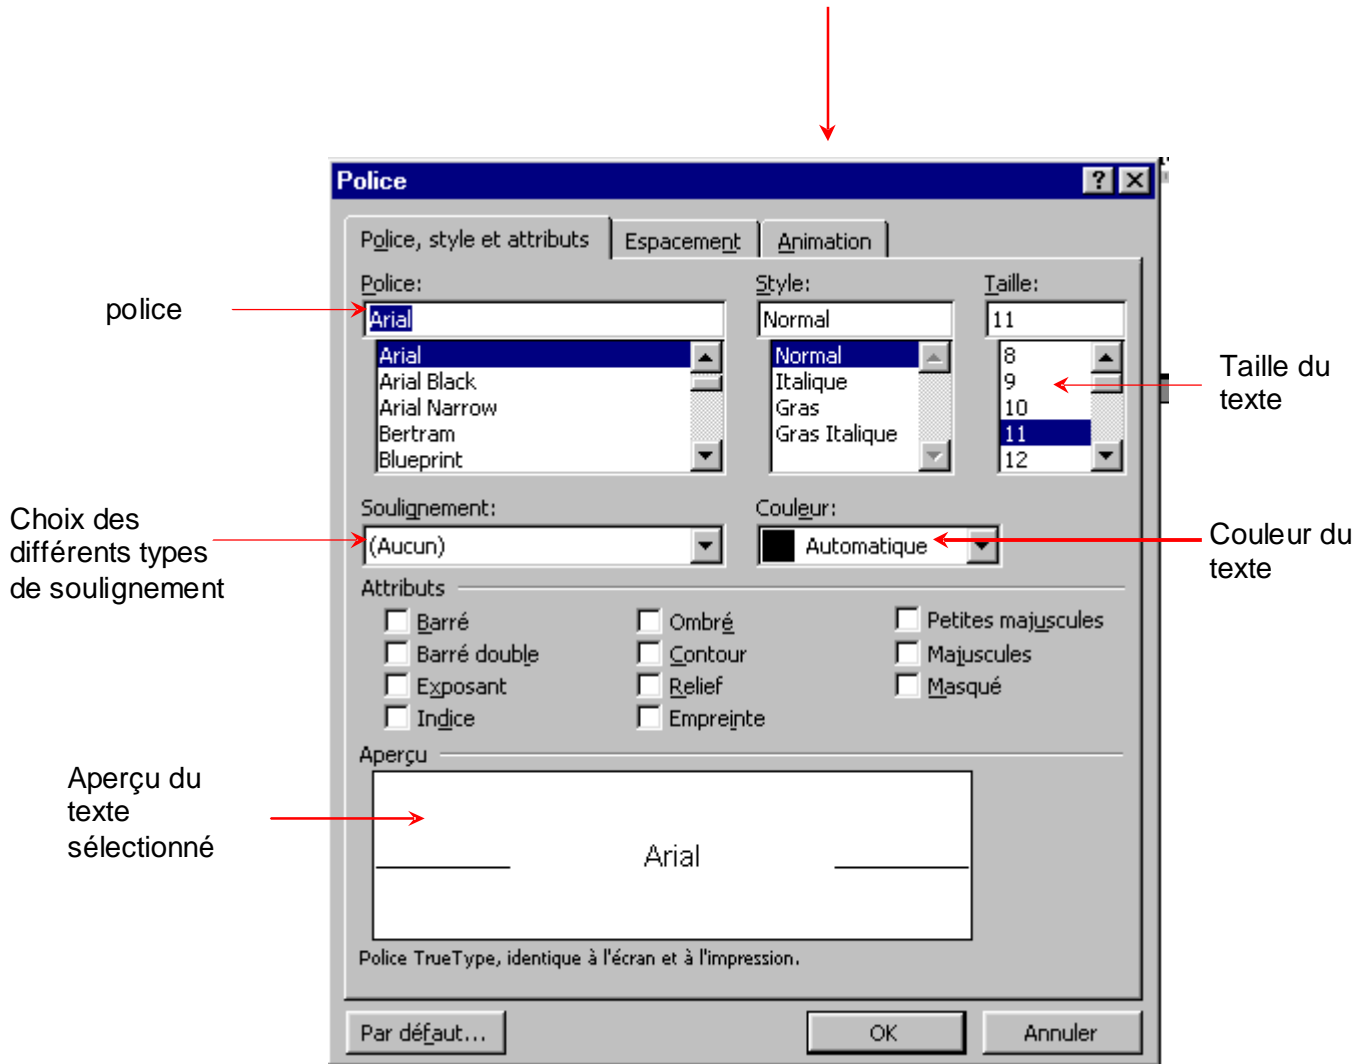 Police
Police, style et attributs Espacement Animation
Police: Style: Taille:
police
Arial Normal 11
Arial Normal 8
Arial Black Italique 9
Arial Narrow Gras 10
Bertram Gras Italique 11
Blueprint 12
Taille du
texte
Soulignement: Couleur:
Choix des
différents types
de soulignement
(Aucun) Automatique
Couleur du
texte
Attributs
Barré Ombré Petites majuscules
Barré double Contour Majuscules
Exposant Relief Masqué
Indice Empreinte
Aperçu
Aperçu du
texte
sélectionné
Arial
Police TrueType, identique à l'écran et à l'impression.
Par défaut... OK Annuler